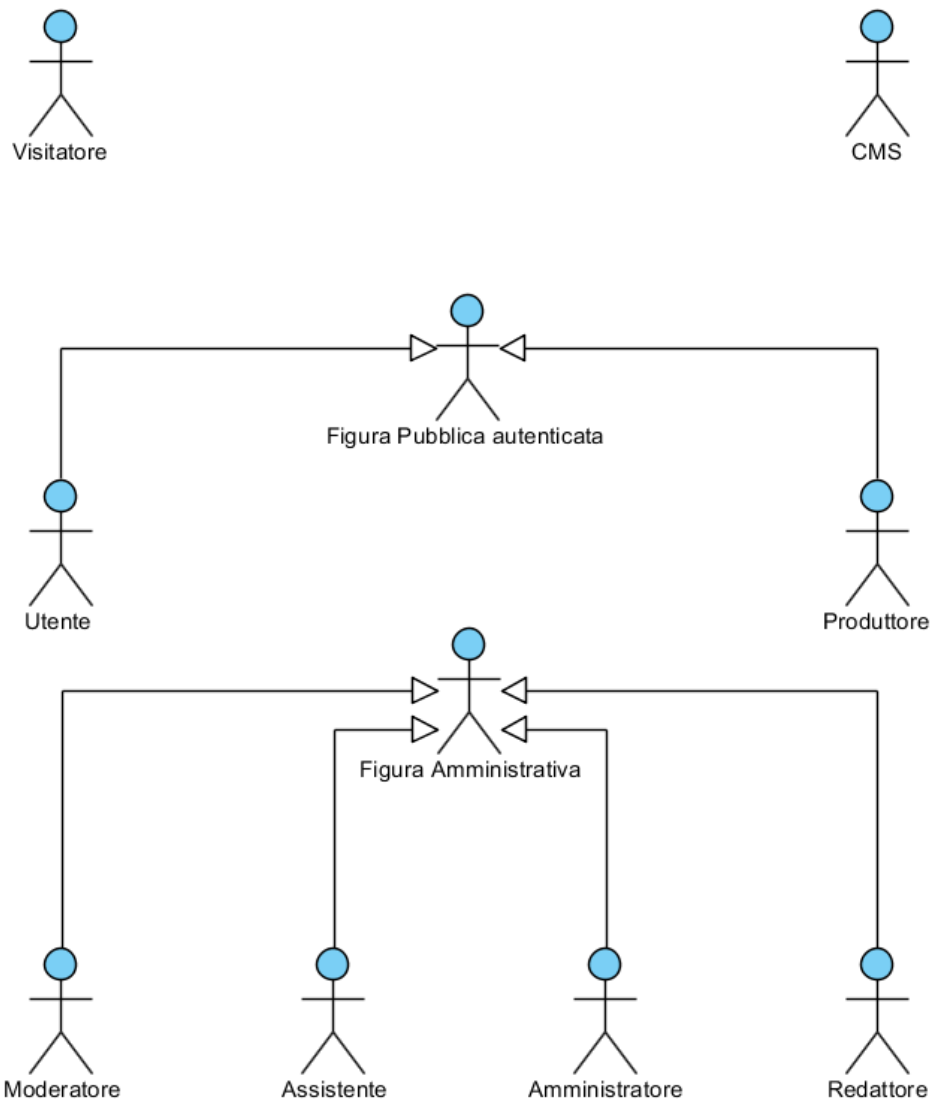 Visitatore
CMS
Figura Pubblica autenticata
Utente
Produttore
Figura Amministrativa
Moderatore
Assistente
Amministratore
Redattore